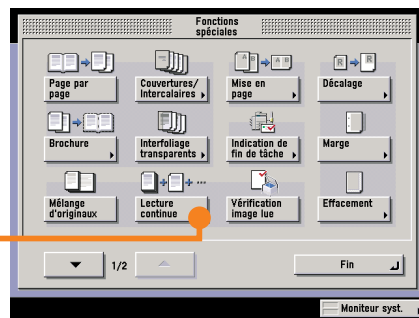 Fonctions
spéciales
Page par
page
Couvertures/
Intercalaires
Mise en
page
Décalage
Brochure
Interfoliage
transparents
Indication de
fin de tâche
Marge
Mélange
d'originaux
Lecture
continue
Vérification
image lue
Effacement
1/2
Fin
Moniteur syst.